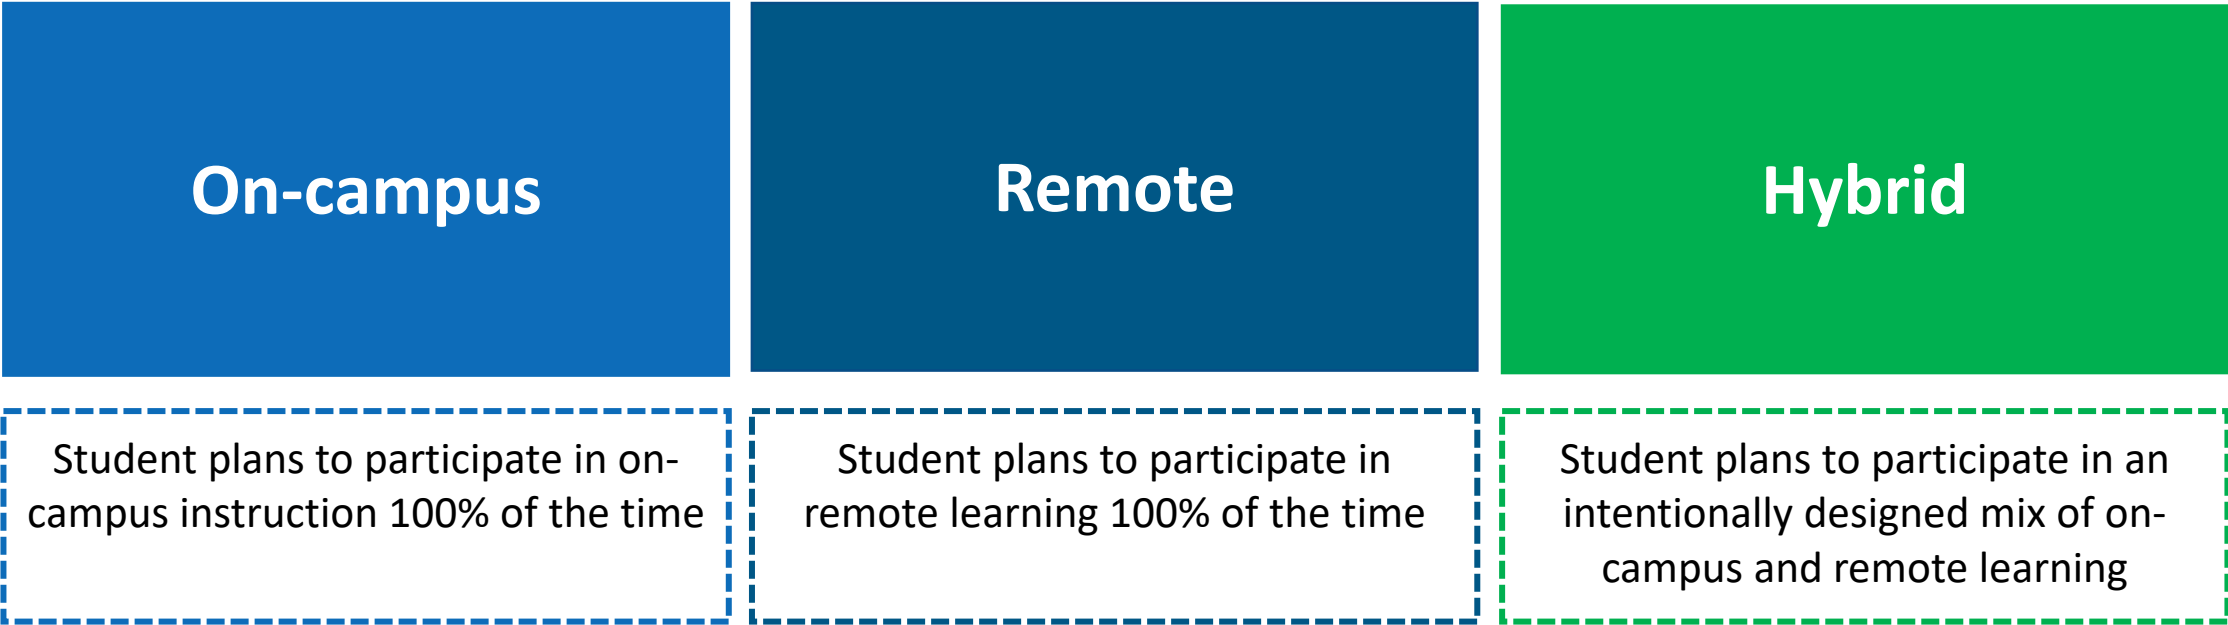 On-campus
Remote
Hybrid
Student plans to participate in on-
campus instruction 100% of the time
Student plans to participate in
remote learning 100% of the time
Student plans to participate in an
intentionally designed mix of on-
campus and remote learning